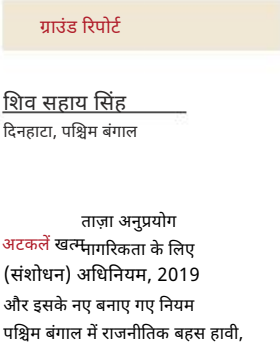 ग्राउंड रिपोर्ट
शिव सहाय सिंह
दिनहाटा, पश्चिम बंगाल
ताज़ा अनुप्रयोग
अटकलें खत्म
नागरिकता के लिए
(संशोधन) अधिनियम, 2019
और इसके नए बनाए गए नियम
पश्चिम बंगाल में राजनीतिक बहस हावी,